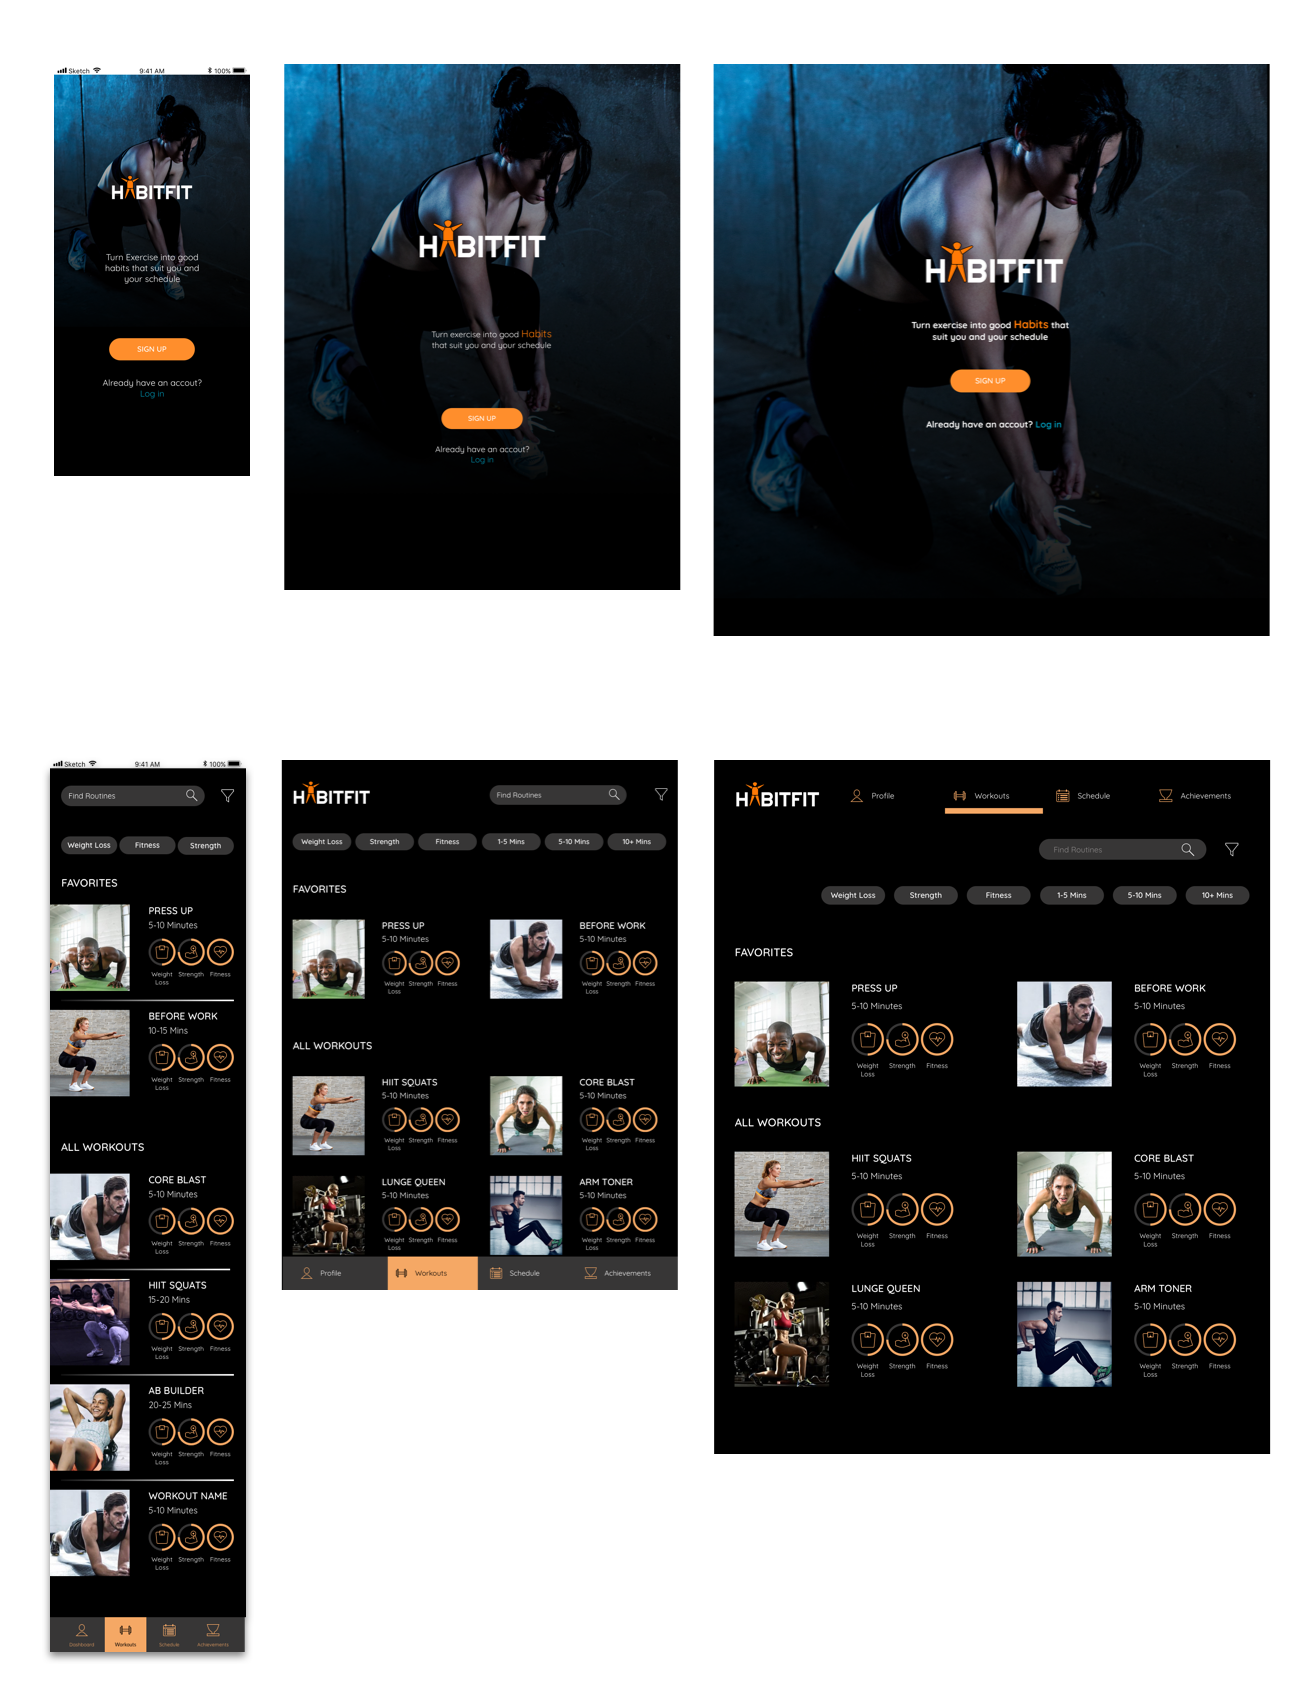 Sketch 9:41 AM 100%
HABITFIT
Turn Exercise into good
habits that suit you and
your schedule
SIGN UP
Already have an accout?
Log in
HABITFIT
Turn exercise into good Habits
that suit you and your schedule
SIGN UP
Already have an accout?
Log in
HABITFIT
Turn exercise into good Habits that
suit you and your schedule
SIGN UP
Already have an accout? Log in
Sketch 9:41 AM 100%
Find Routines
Weight Loss Fitness Strength
FAVORITES
PRESS UP
5-10 Minutes
Weight Strength Fitness
Loss
BEFORE WORK
10-15 Mins
Weight Strength Fitness
Loss
ALL WORKOUTS
CORE BLAST
5-10 Minutes
Weight Strength Fitness
Loss
HIIT SQUATS
15-20 Mins
Weight Strength Fitness
Loss
AB BUILDER
20-25 Mins
Weight Strength Fitness
Loss
WORKOUT NAME
5-10 Minutes
Weight Strength Fitness
Loss
Dashboard Workouts Schedule Achievements
HABITFIT
Find Routines
Weight Loss Strength Fitness 1-5 Mins 5-10 Mins 10+ Mins
FAVORITES
PRESS UP
5-10 Minutes
Weight Strength Fitness
Loss
BEFORE WORK
5-10 Minutes
Weight Strength Fitness
Loss
ALL WORKOUTS
HIIT SQUATS
5-10 Minutes
Weight Strength Fitness
Loss
CORE BLAST
5-10 Minutes
Weight Strength Fitness
Loss
LUNGE QUEEN
5-10 Minutes
Weight Strength Fitness
Loss
ARM TONER
5-10 Minutes
Weight Strength Fitness
Loss
Profile Workouts Schedule Achievements
HABITFIT
Profile Workouts Schedule Achievements
Find Routines
Weight Loss Strength Fitness 1-5 Mins 5-10 Mins 10+ Mins
FAVORITES
PRESS UP
5-10 Minutes
Weight Strength Fitness
Loss
BEFORE WORK
5-10 Minutes
Weight Strength Fitness
Loss
ALL WORKOUTS
HIIT SQUATS
5-10 Minutes
Weight Strength Fitness
Loss
CORE BLAST
5-10 Minutes
Weight Strength Fitness
Loss
LUNGE QUEEN
5-10 Minutes
Weight Strength Fitness
Loss
ARM TONER
5-10 Minutes
Weight Strength Fitness
Loss